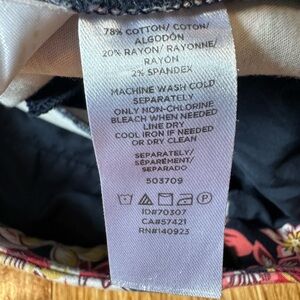 78% COTTON/ COTON/
ALGODÓN
20% RAYON/ RAYONNE/
RAYÓN
2% SPANDEX
MACHINE WASH COLD
SEPARATELY
ONLY NON-CHLORINE
BLEACH WHEN NEEDED
LINE DRY
COOL IRON IF NEEDED
OR DRY CLEAN
SEPARATELY/
SÉPARÉMENT/
SEPARADO
503709
ID#70307
CA#57421
RN#140923